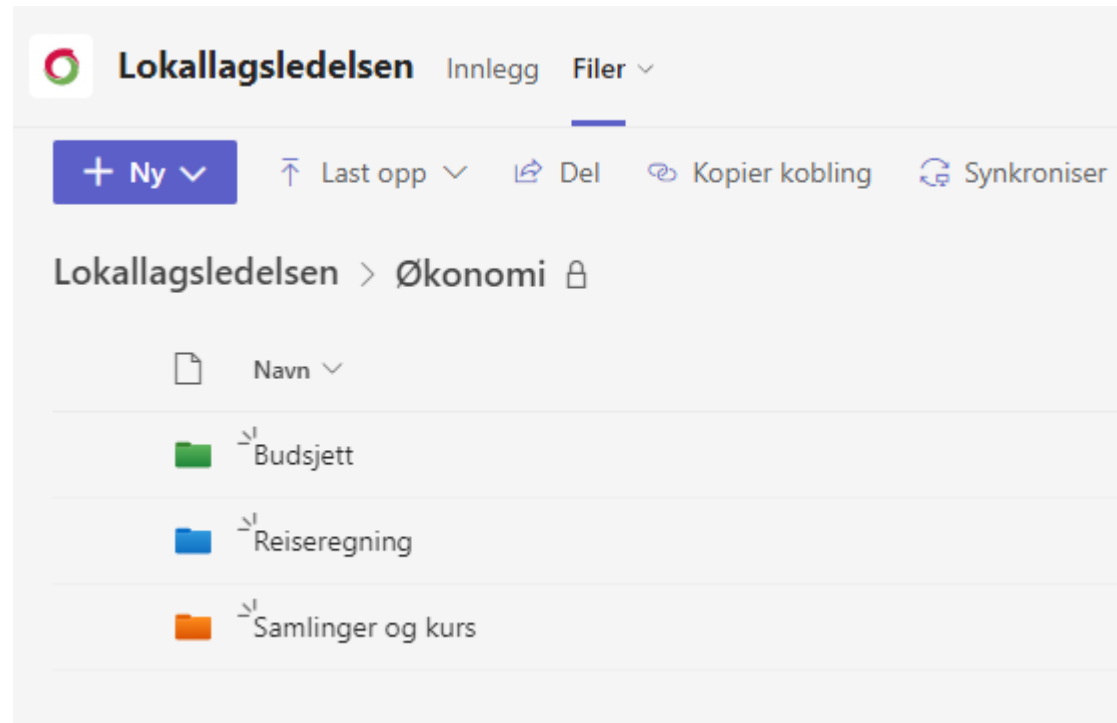 Lokallagsledelsen Innlegg Filer
Ny Last opp Del Kopier kobling Synkroniser
Lokallagsledelsen > Økonomi
Navn
Budsjett
Reiseregning
Samlinger og kurs